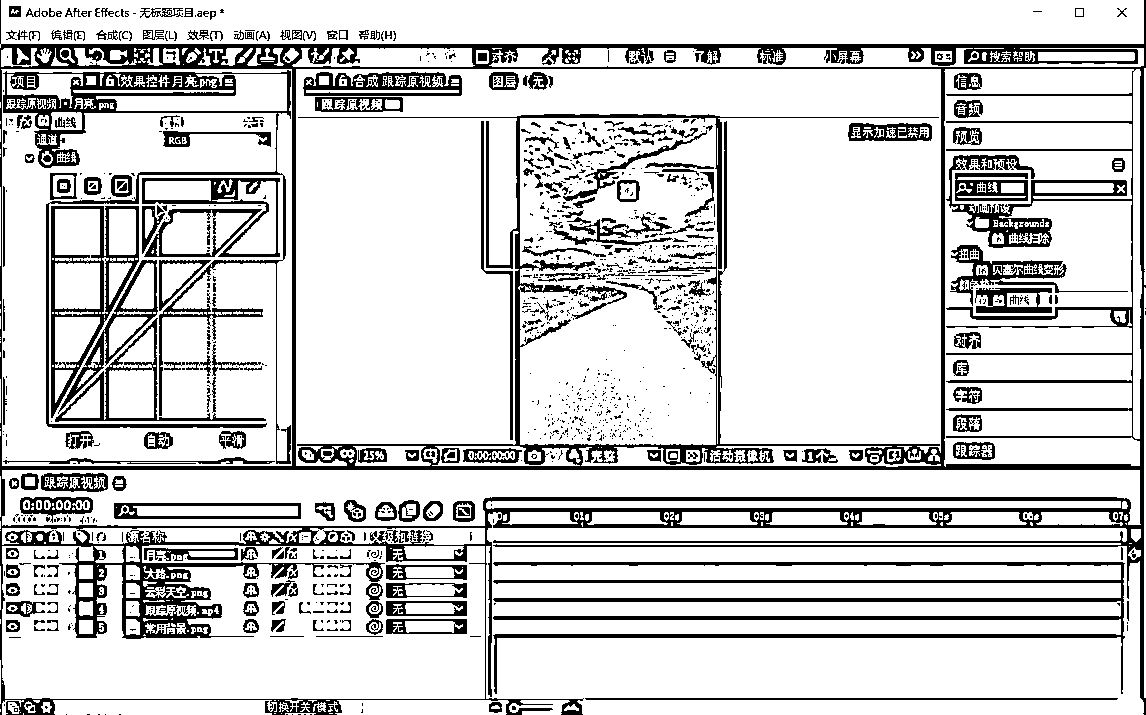 Adobe After Effects - 无标题项目.aep *
文件(F) 编辑(E) 合成(C) 图层(L) 效果(T) 动画(A) 视图(V) 窗口 帮助(H)
对齐 默认 了解 标准 小屏幕 搜索帮助
项目 效果控件 月亮.png
跟踪原视频 • 月亮.png
fx 曲线
通道: RGB
曲线
打开... 自动 平滑
合成 跟踪原视频 图层 (无)
跟踪原视频
显示加速已禁用
25% 0:00:00:00 完整 活动摄像机 1个...
信息
音频
预览
效果和预设
曲线
动画预设
Backgrounds
曲线扫除
扭曲
贝塞尔曲线变形
曲线
对齐
库
字符
段落
跟踪器
跟踪原视频
0:00:00:00
源名称 父级和链接
1 月亮.png 无
2 大路.png 无
3 云彩天空.png 无
4 跟踪原视频.mp4 无
5 常用背景.png 无
01s 02s 03s 04s 05s 06s 07s
切换开关/模式